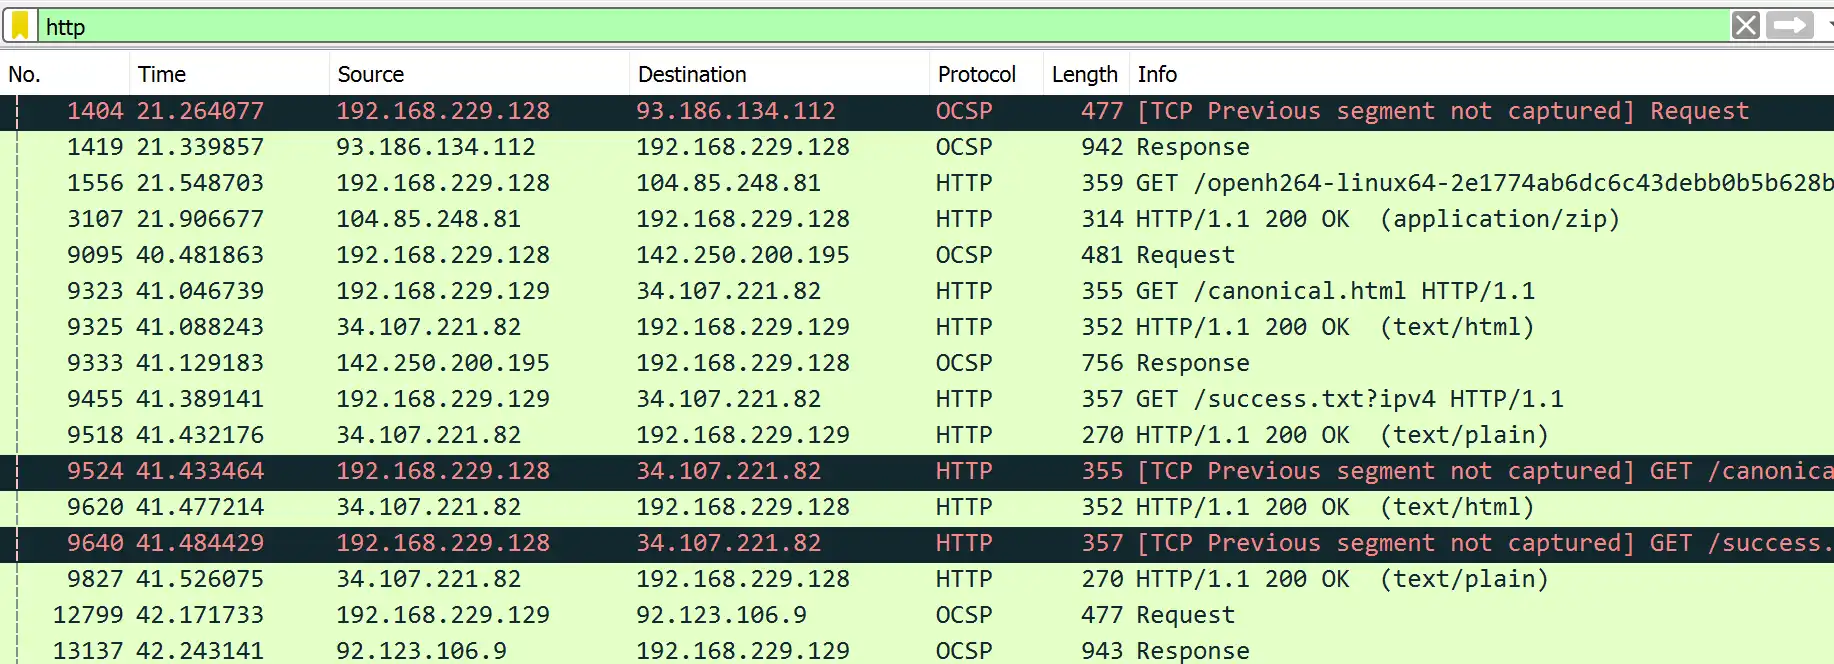 http
No. Time Source Destination Protocol Length Info
1404 21.264077 192.168.229.128 93.186.134.112 OCSP 477 [TCP Previous segment not captured] Request
1419 21.339857 93.186.134.112 192.168.229.128 OCSP 942 Response
1556 21.548703 192.168.229.128 104.85.248.81 HTTP 359 GET /openh264-linux64-2e1774ab6dc6c43debb0b5b628b
3107 21.906677 104.85.248.81 192.168.229.128 HTTP 314 HTTP/1.1 200 OK (application/zip)
9095 40.481863 192.168.229.128 142.250.200.195 OCSP 481 Request
9323 41.046739 192.168.229.129 34.107.221.82 HTTP 355 GET /canonical.html HTTP/1.1
9325 41.088243 34.107.221.82 192.168.229.129 HTTP 352 HTTP/1.1 200 OK (text/html)
9333 41.129183 142.250.200.195 192.168.229.128 OCSP 756 Response
9455 41.389141 192.168.229.129 34.107.221.82 HTTP 357 GET /success.txt?ipv4 HTTP/1.1
9518 41.432176 34.107.221.82 192.168.229.129 HTTP 270 HTTP/1.1 200 OK (text/plain)
9524 41.433464 192.168.229.128 34.107.221.82 HTTP 355 [TCP Previous segment not captured] GET /canonica
9620 41.477214 34.107.221.82 192.168.229.128 HTTP 352 HTTP/1.1 200 OK (text/html)
9640 41.484429 192.168.229.128 34.107.221.82 HTTP 357 [TCP Previous segment not captured] GET /success.
9827 41.526075 34.107.221.82 192.168.229.128 HTTP 270 HTTP/1.1 200 OK (text/plain)
12799 42.171733 192.168.229.129 92.123.106.9 OCSP 477 Request
13137 42.243141 92.123.106.9 192.168.229.129 OCSP 943 Response